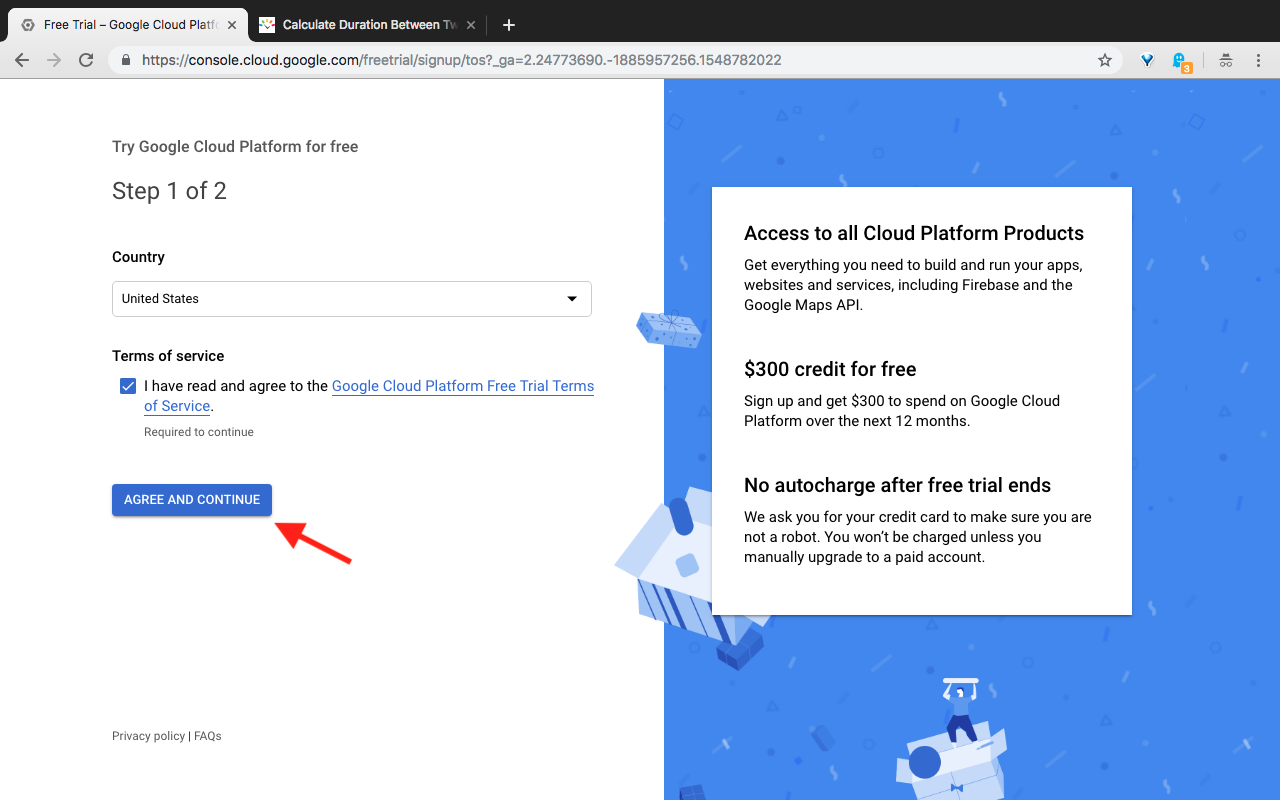 Free Trial – Google Cloud Platfo
Calculate Duration Between Tw
https://console.cloud.google.com/freetrial/signup/tos?_ga=2.24773690.-1885957256.1548782022
3
Try Google Cloud Platform for free
Step 1 of 2
Country
United States
Terms of service
I have read and agree to the Google Cloud Platform Free Trial Terms
of Service.
Required to continue
AGREE AND CONTINUE
Privacy policy | FAQs
Access to all Cloud Platform Products
Get everything you need to build and run your apps,
websites and services, including Firebase and the
Google Maps API.
$300 credit for free
Sign up and get $300 to spend on Google Cloud
Platform over the next 12 months.
No autocharge after free trial ends
We ask you for your credit card to make sure you are
not a robot. You won’t be charged unless you
manually upgrade to a paid account.